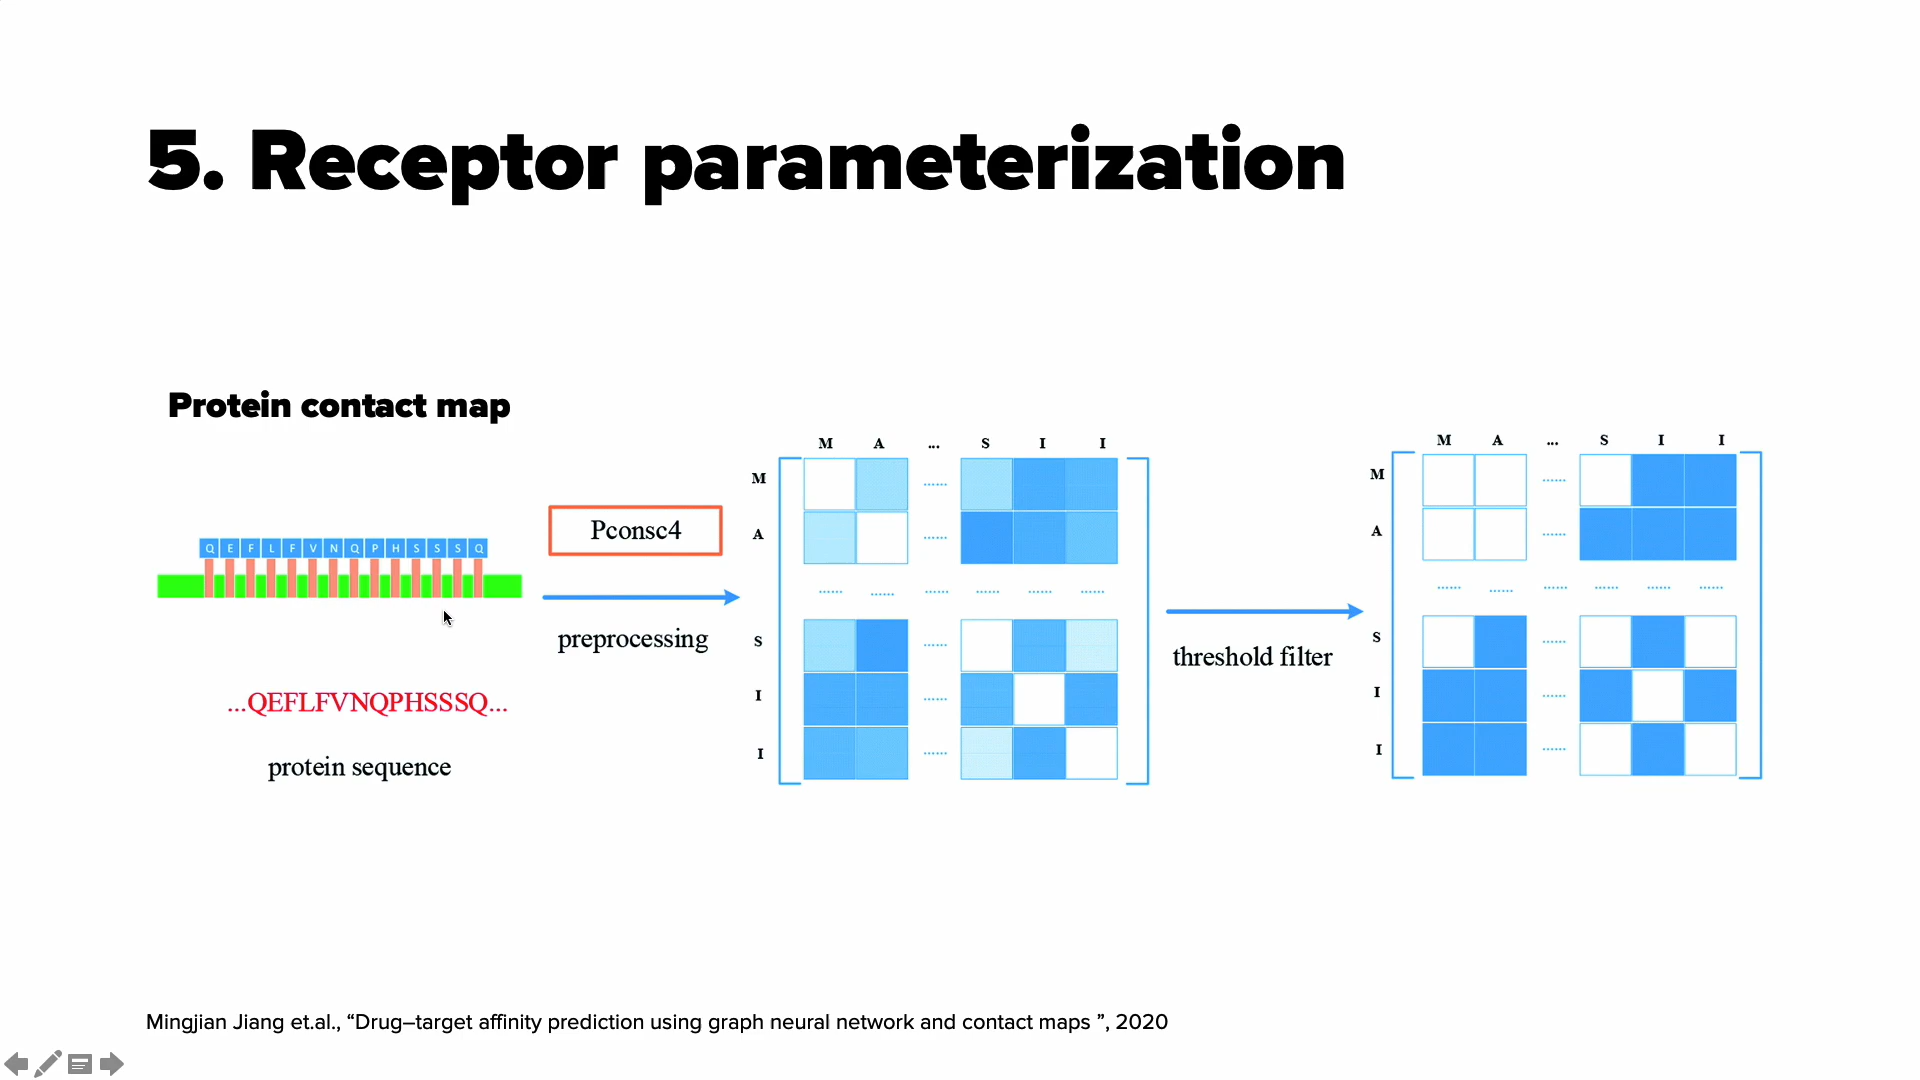 5. Receptor parameterization
Protein contact map
Q E F L F V N Q P H S S S Q
...QEFLFVNQPHSSSQ...
protein sequence
Pconsc4
preprocessing
M A ... S I I
M ...... 
A ......
...... ...... ...... ...... ...... ......
S ......
I ......
I ......
threshold filter
M A ... S I I
M ......
A ......
...... ...... ...... ...... ...... ......
S ......
I ......
I ......
Mingjian Jiang et.al., “Drug–target affinity prediction using graph neural network and contact maps ”, 2020